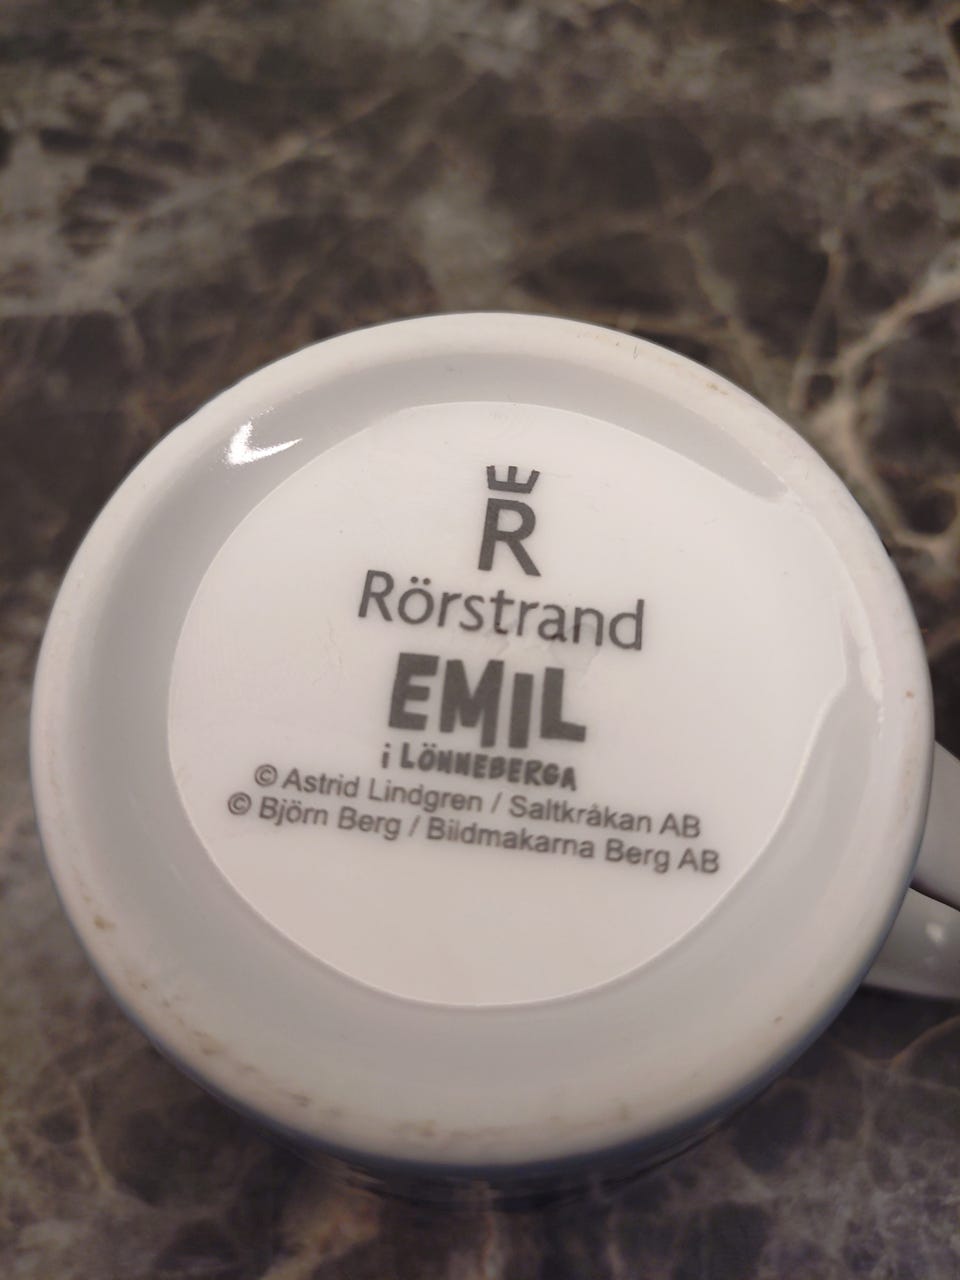 R
Rörstrand
EMIL
i LÖNNEBERGA
© Astrid Lindgren / Saltkråkan AB
© Björn Berg / Bildmakarna Berg AB